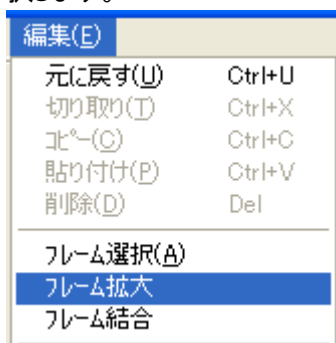 編集(E)
元に戻す(U) Ctrl+U
切り取り(T) Ctrl+X
コピー(C) Ctrl+C
貼り付け(P) Ctrl+V
削除(D) Del
フレーム選択(A)
フレーム拡大
フレーム結合